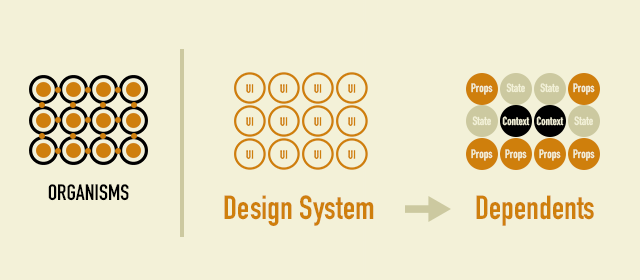 UI UI UI UI
UI UI UI UI
UI UI UI UI
Props State State Props
State Context Context State
Props Props Props Props
ORGANISMS
Design System
Dependents